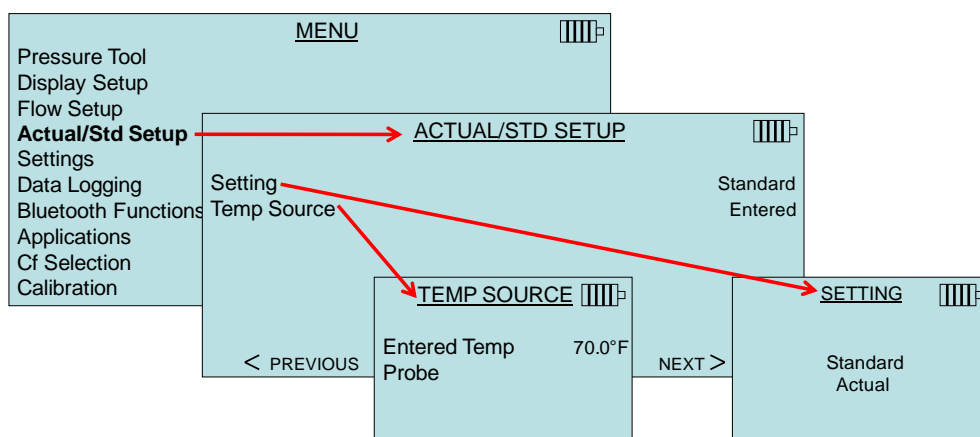 MENU
Pressure Tool
Display Setup
Flow Setup
Actual/Std Setup
Settings
Data Logging
Bluetooth Functions
Applications
Cf Selection
Calibration
ACTUAL/STD SETUP
Setting Standard
Temp Source Entered
< PREVIOUS NEXT >
TEMP SOURCE
Entered Temp 70.0°F
Probe
SETTING
Standard
Actual